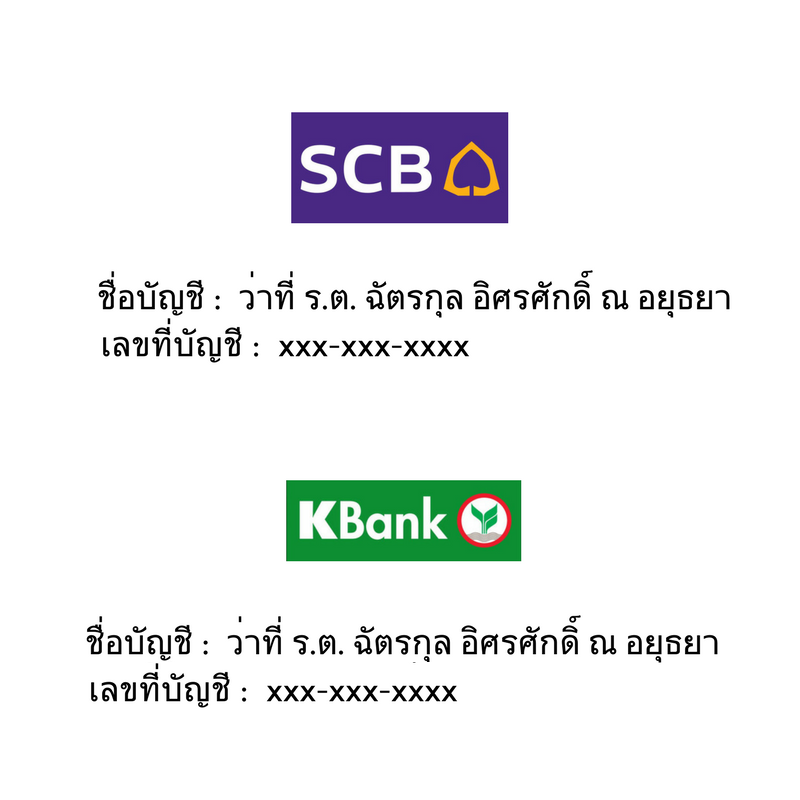 SCB
ชื่อบัญชี : ว่าที่ ร.ต. ฉัตรกุล อิศรศักดิ์ ณ อยุธยา
เลขที่บัญชี : xxx-xxx-xxxx
KBank
ชื่อบัญชี : ว่าที่ ร.ต. ฉัตรกุล อิศรศักดิ์ ณ อยุธยา
เลขที่บัญชี : xxx-xxx-xxxx